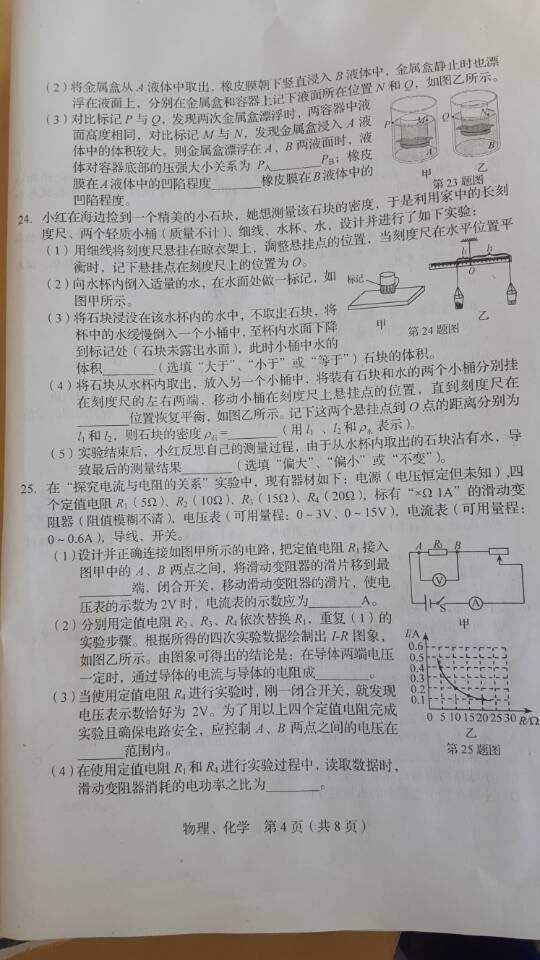 (2)将金属盒从A液体中取出,橡皮膜朝下竖直浸入B液体中,金属盒静止时也漂
浮在液面上,分别在金属盒和容器上记下液面所在位置N和Q,如图乙所示。
(3)对比标记P与Q,发现两次金属盒漂浮时,两容器中液
面高度相同,对比标记M与N,发现金属盒浸入A液
体中的体积较大。则金属盒漂浮在A、B两液面时,液
体对容器底部的压强大小关系为PA________PB;橡皮
膜在A液体中的凹陷程度________橡皮膜在B液体中的
凹陷程度。
P M A Q B
甲 乙
第23题图
24. 小红在海边捡到一个精美的小石块,她想测量该石块的密度,于是利用家中的长刻
度尺、两个轻质小桶(质量不计)、细线、水杯、水,设计并进行了如下实验:
(1)用细线将刻度尺悬挂在晾衣架上,调整悬挂点的位置,当刻度尺在水平位置平
衡时,记下悬挂点在刻度尺上的位置为O。
(2)向水杯内倒入适量的水,在水面处做一标记,如
图甲所示。
(3)将石块浸没在该水杯内的水中,不取出石块,将
杯中的水缓慢倒入一个小桶中,至杯内水面下降
到标记处(石块未露出水面),此时小桶中水的
体积________(选填“大于”、“小于”或“等于”)石块的体积。
标记 甲
l1 l2 O 乙
第24题图
(4)将石块从水杯内取出,放入另一个小桶中,将装有石块和水的两个小桶分别挂
在刻度尺的左右两端,移动小桶在刻度尺上悬挂点的位置,直到刻度尺在
________位置恢复平衡,如图乙所示。记下这两个悬挂点到O点的距离分别为
l1和l2,则石块的密度ρ石=________(用l1、l2和ρ水表示)。
(5)实验结束后,小红反思自己的测量过程,由于从水杯内取出的石块沾有水,导
致最后的测量结果________(选填“偏大”、“偏小”或“不变”)。
25. 在“探究电流与电阻的关系”实验中,现有器材如下:电源(电压恒定但未知),四
个定值电阻R1(5Ω)、R2(10Ω)、R3(15Ω)、R4(20Ω),标有“×Ω 1A”的滑动变
阻器(阻值模糊不清),电压表(可用量程:0~3V、0~15V),电流表(可用量程:
0~0.6A),导线、开关。
(1)设计并正确连接如图甲所示的电路,把定值电阻R1接入
图甲中的A、B两点之间,将滑动变阻器的滑片移到最
________端,闭合开关,移动滑动变阻器的滑片,使电
压表的示数为2V时,电流表的示数应为________A。
(2)分别用定值电阻R2、R3、R4依次替换R1,重复(1)的
实验步骤。根据所得的四次实验数据绘制出I-R图象,
如图乙所示。由图象可得出的结论是:在导体两端电压
一定时,通过导体的电流与导体的电阻成________。
(3)当使用定值电阻R4进行实验时,刚一闭合开关,就发现
电压表示数恰好为2V。为了用以上四个定值电阻完成
实验且确保电路安全,应控制A、B两点之间的电压在
________范围内。
(4)在使用定值电阻R1和R4进行实验过程中,读取数据时,
滑动变阻器消耗的电功率之比为________。
A R1 B
V
S A
甲
I/A
0.6
0.5
0.4
0.3
0.2
0.1
0 5 10 15 20 25 30 R/Ω
乙
第25题图
物理、化学 第4页(共8页)